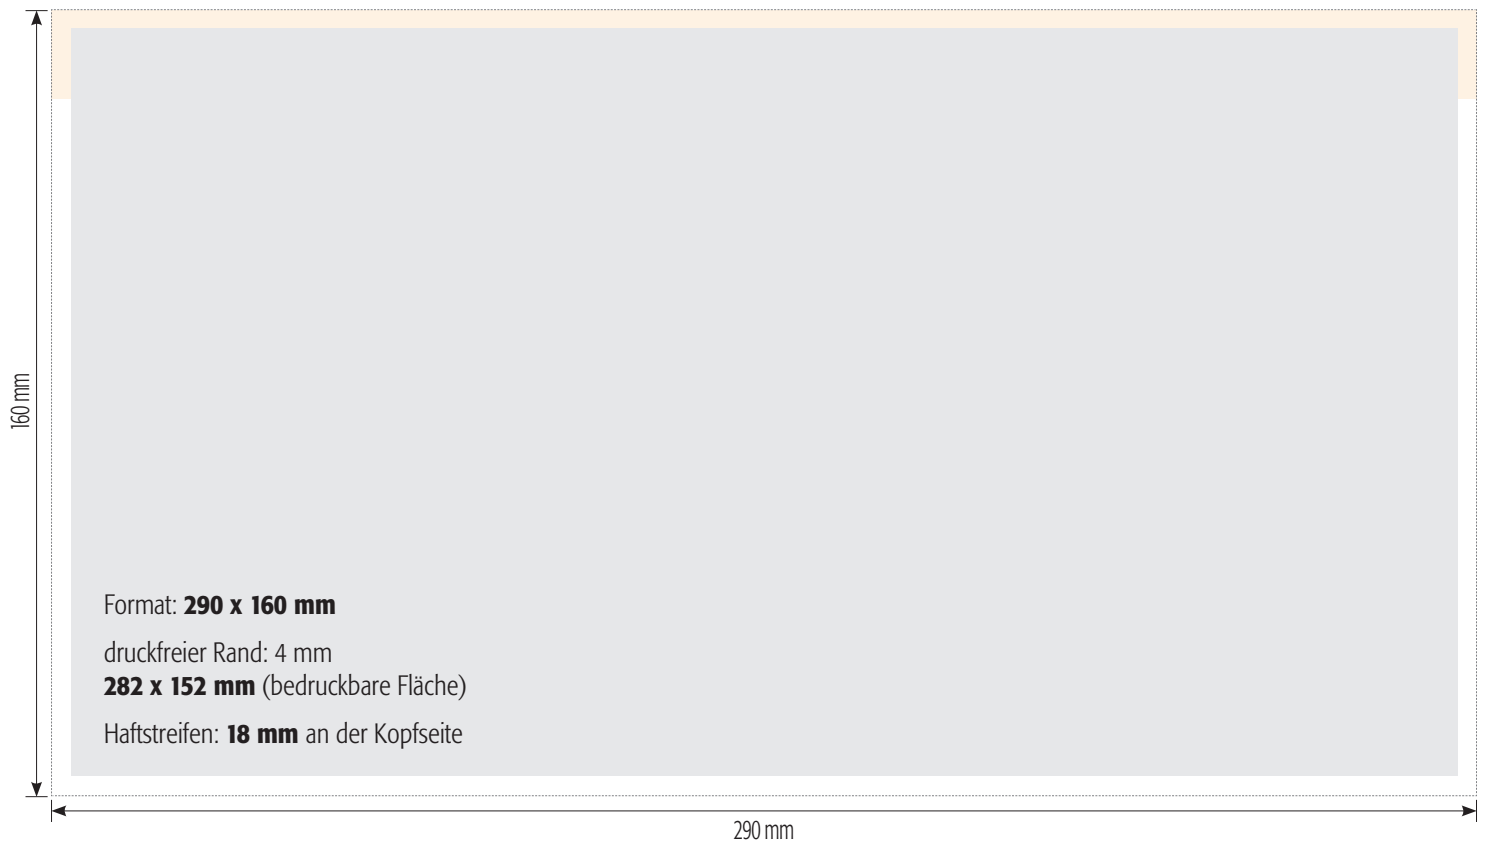 160 mm
Format: 290 x 160 mm
druckfreier Rand: 4 mm
282 x 152 mm (bedruckbare Fläche)
Haftstreifen: 18 mm an der Kopfseite
290 mm